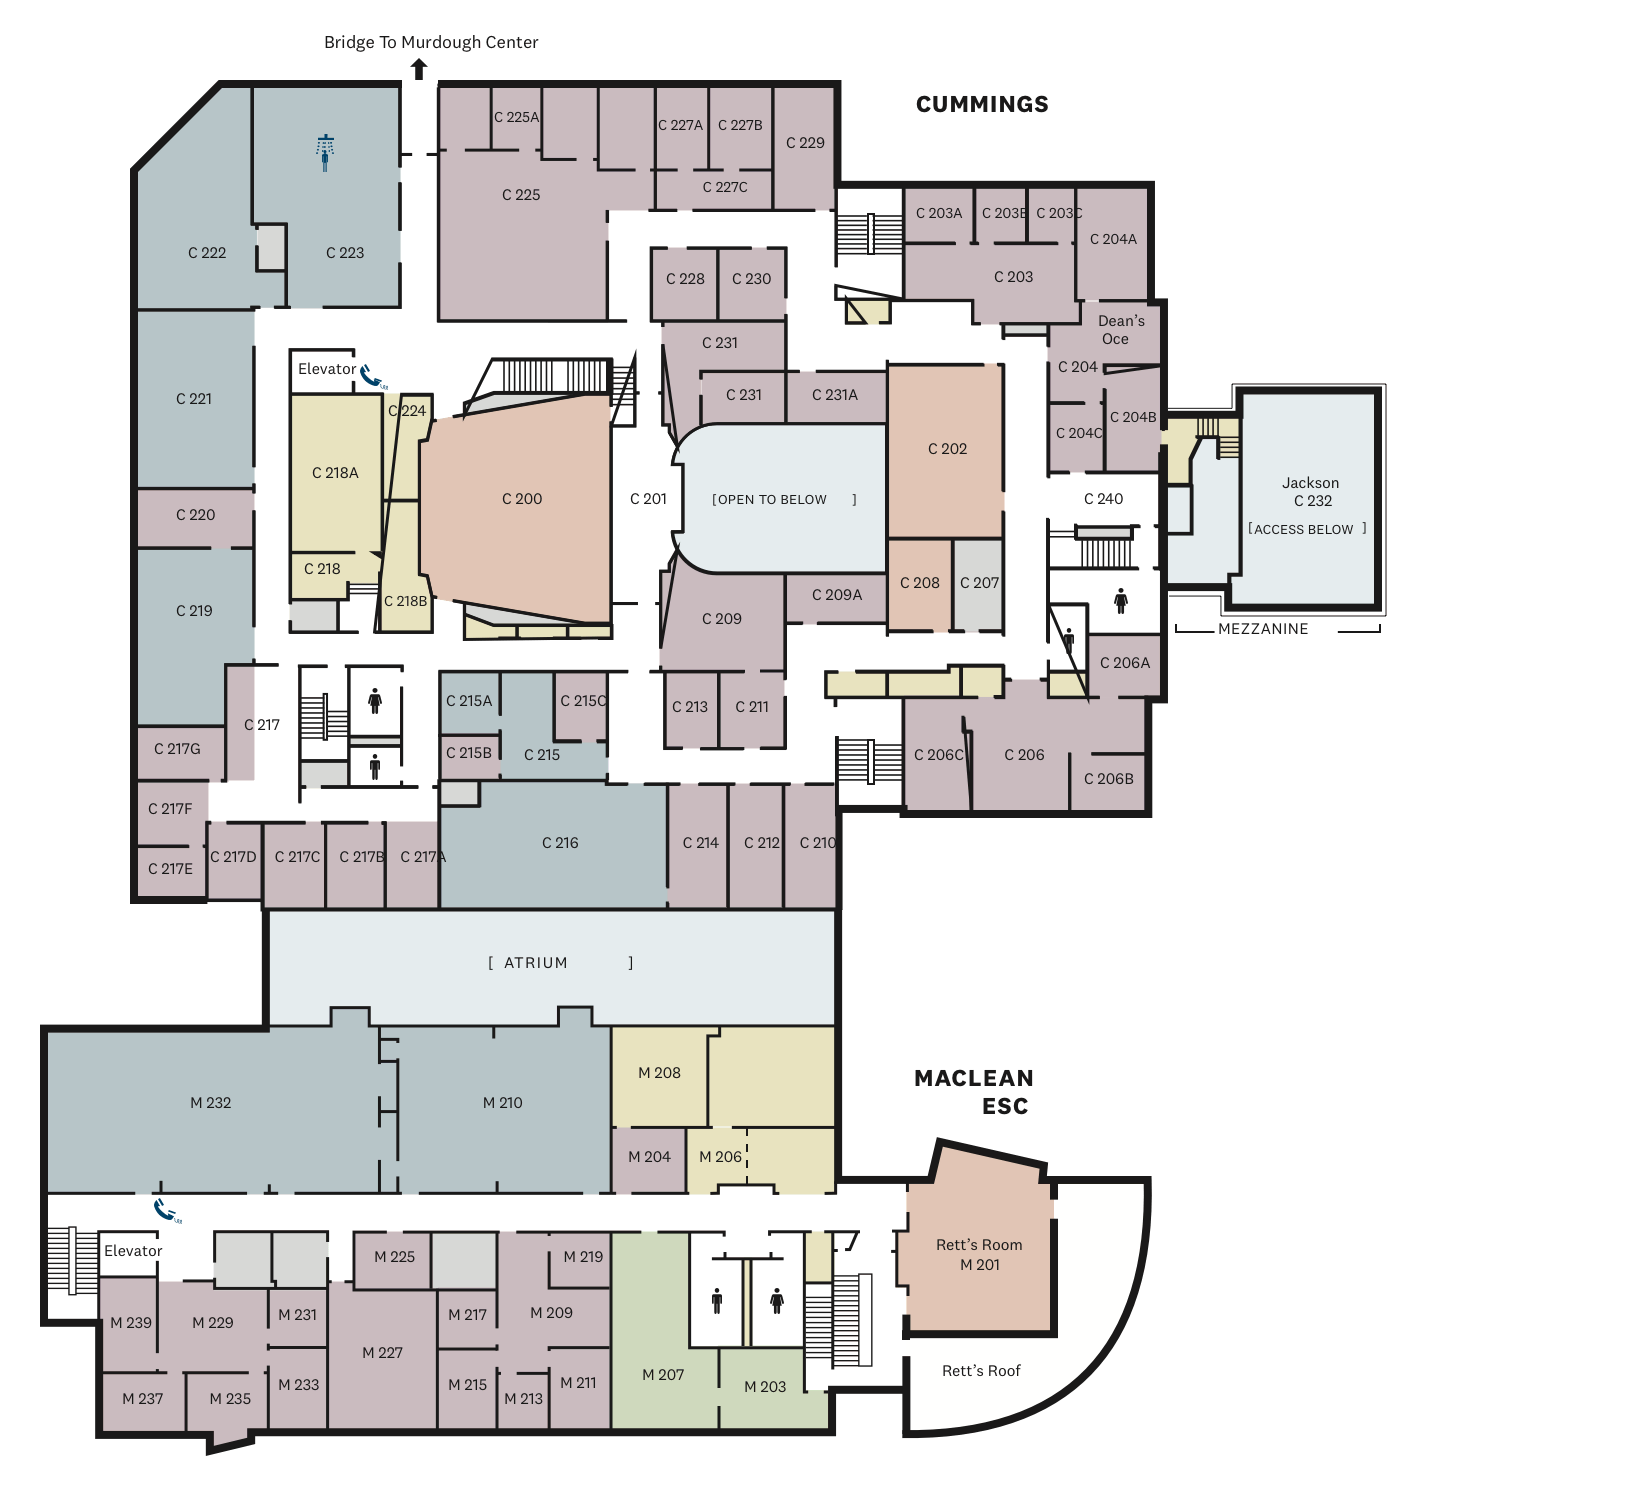 Bridge To Murdough Center
CUMMINGS
C 225A
C 227A
C 227B
C 229
C 225
C 227C
C 203A
C 203B
C 203C
C 204A
C 222
C 223
C 228
C 230
C 203
Dean's
Oce
C 231
C 204
Elevator
C 221
C 224
C 231
C 231A
C 204B
C 204C
C 202
C 218A
C 200
C 201
[OPEN TO BELOW ]
C 240
Jackson
C 232
[ACCESS BELOW ]
C 220
C 218
C 208
C 207
C 219
C 218B
C 209A
C 209
MEZZANINE
C 206A
C 217
C 215A
C 215C
C 213
C 211
C 217G
C 215B
C 215
C 206C
C 206
C 206B
C 217F
C 216
C 214
C 212
C 210
C 217E
C 217D
C 217C
C 217B
C 217A
[ ATRIUM ]
M 232
M 210
M 208
MACLEAN
ESC
M 204
M 206
Elevator
M 225
M 219
Rett's Room
M 201
M 239
M 229
M 231
M 217
M 209
M 227
M 237
M 235
M 233
M 215
M 213
M 211
M 207
M 203
Rett's Roof